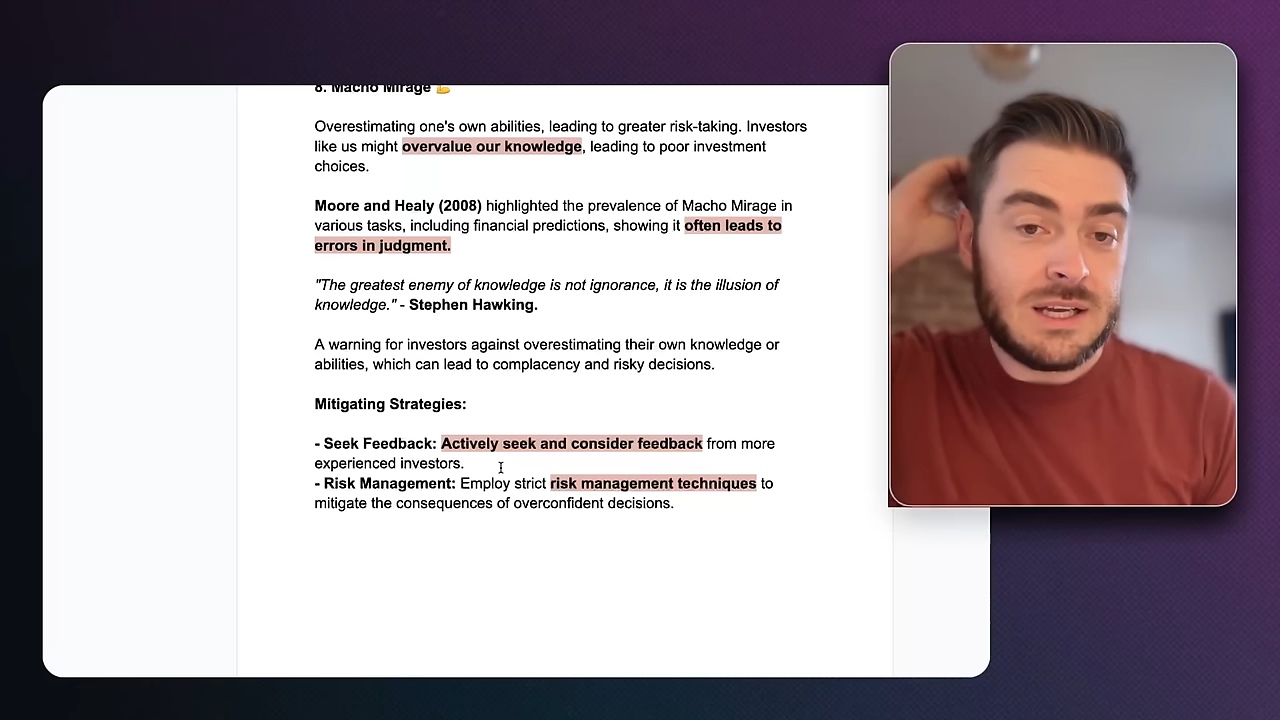 8. Macho Mirage 💪
Overestimating one's own abilities, leading to greater risk-taking. Investors
like us might overvalue our knowledge, leading to poor investment
choices.
Moore and Healy (2008) highlighted the prevalence of Macho Mirage in
various tasks, including financial predictions, showing it often leads to
errors in judgment.
"The greatest enemy of knowledge is not ignorance, it is the illusion of
knowledge." - Stephen Hawking.
A warning for investors against overestimating their own knowledge or
abilities, which can lead to complacency and risky decisions.
Mitigating Strategies:
- Seek Feedback: Actively seek and consider feedback from more
experienced investors.
- Risk Management: Employ strict risk management techniques to
mitigate the consequences of overconfident decisions.